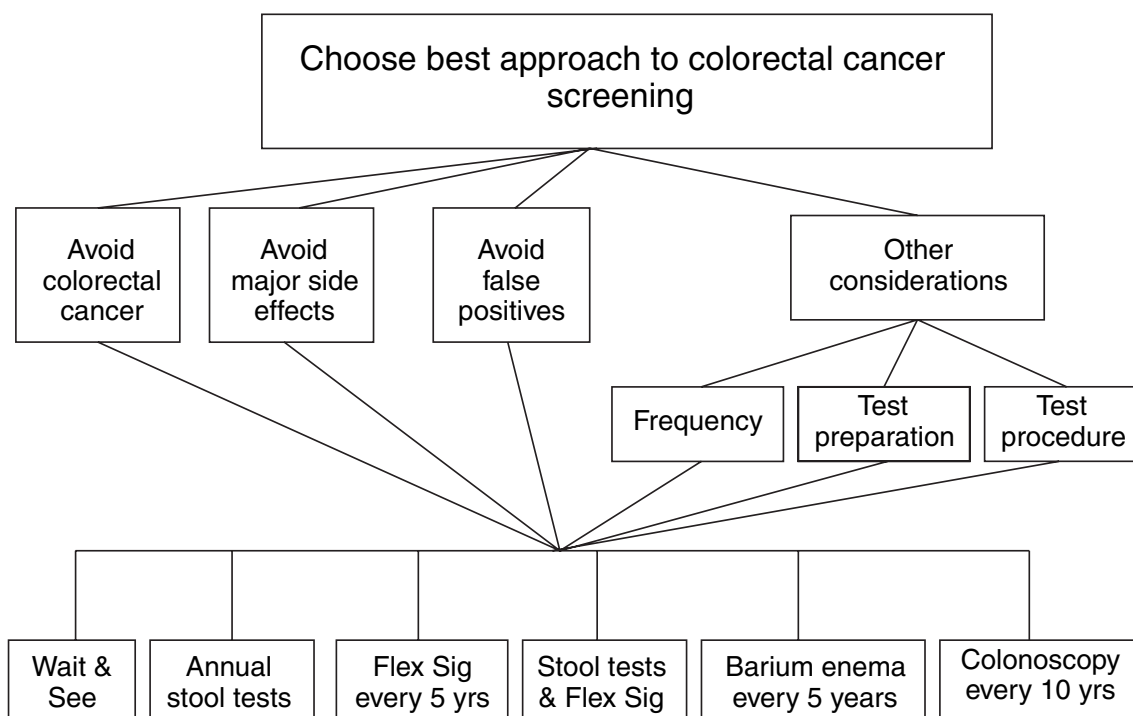 Choose best approach to colorectal cancer
screening
Avoid
colorectal
cancer
Avoid
major side
effects
Avoid
false
positives
Other
considerations
Frequency
Test
preparation
Test
procedure
Wait &
See
Annual
stool tests
Flex Sig
every 5 yrs
Stool tests
& Flex Sig
Barium enema
every 5 years
Colonoscopy
every 10 yrs